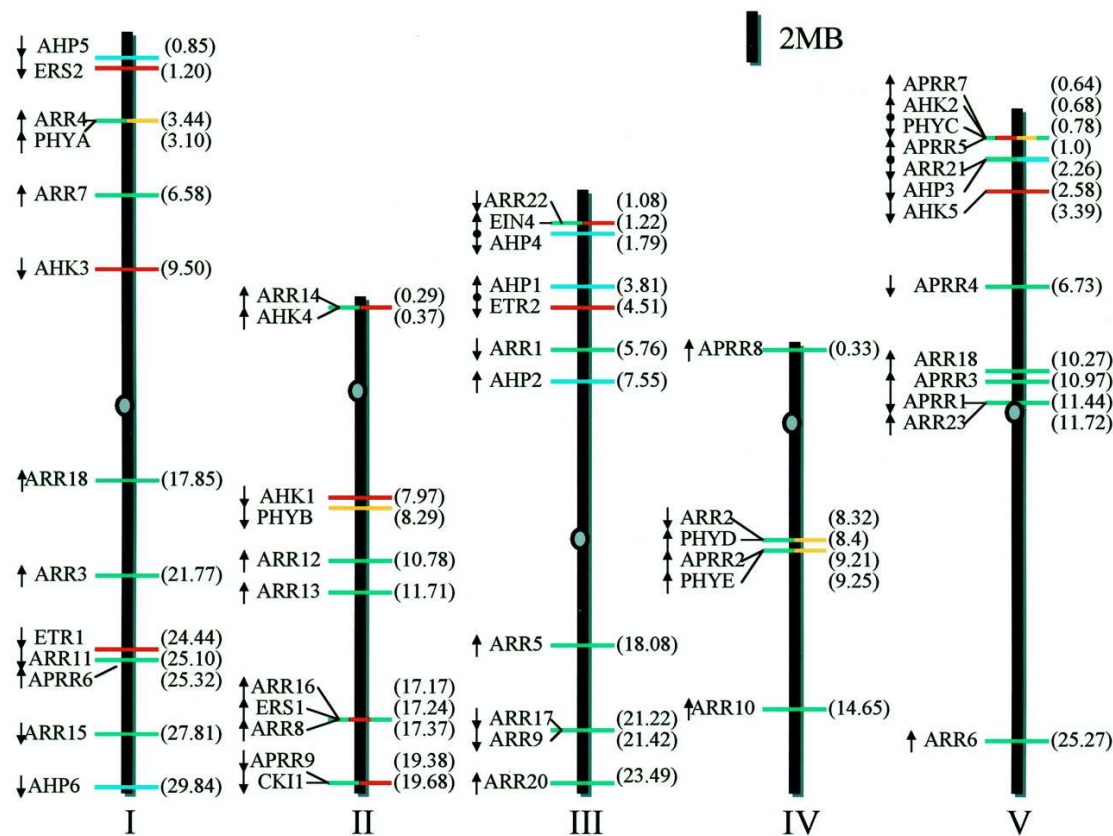 2MB
AHP5 (0.85)
ERS2 (1.20)
ARR4 (3.44)
PHYA (3.10)
ARR7 (6.58)
AHK3 (9.50)
ARR18 (17.85)
ARR3 (21.77)
ETR1 (24.44)
ARR11 (25.10)
APRR6 (25.32)
ARR15 (27.81)
AHP6 (29.84)
I
ARR14 (0.29)
AHK4 (0.37)
AHK1 (7.97)
PHYB (8.29)
ARR12 (10.78)
ARR13 (11.71)
ARR16 (17.17)
ERS1 (17.24)
ARR8 (17.37)
APRR9 (19.38)
CKI1 (19.68)
II
ARR22 (1.08)
EIN4 (1.22)
AHP4 (1.79)
AHP1 (3.81)
ETR2 (4.51)
ARR1 (5.76)
AHP2 (7.55)
ARR5 (18.08)
ARR17 (21.22)
ARR9 (21.42)
ARR20 (23.49)
III
APRR8 (0.33)
ARR2 (8.32)
PHYD (8.4)
APRR2 (9.21)
PHYE (9.25)
ARR10 (14.65)
IV
APRR7 (0.64)
AHK2 (0.68)
PHYC (0.78)
APRR5 (1.0)
ARR21 (2.26)
AHP3 (2.58)
AHK5 (3.39)
APRR4 (6.73)
ARR18 (10.27)
APRR3 (10.97)
APRR1 (11.44)
ARR23 (11.72)
ARR6 (25.27)
V